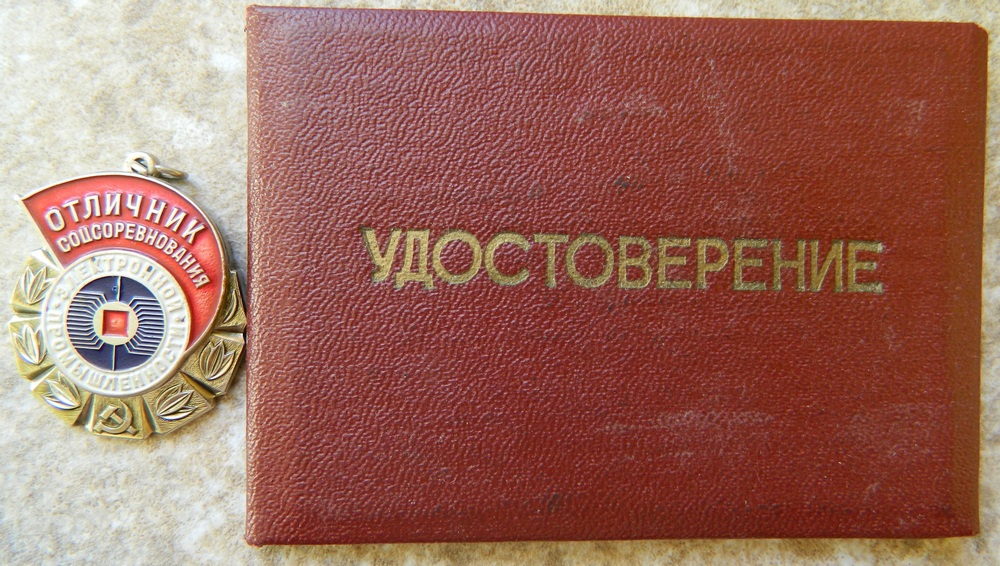 ОТЛИЧНИК
СОЦСОРЕВНОВАНИЯ
ЭЛЕКТРОННОЙ
ПРОМЫШЛЕННОСТИ
УДОСТОВЕРЕНИЕ